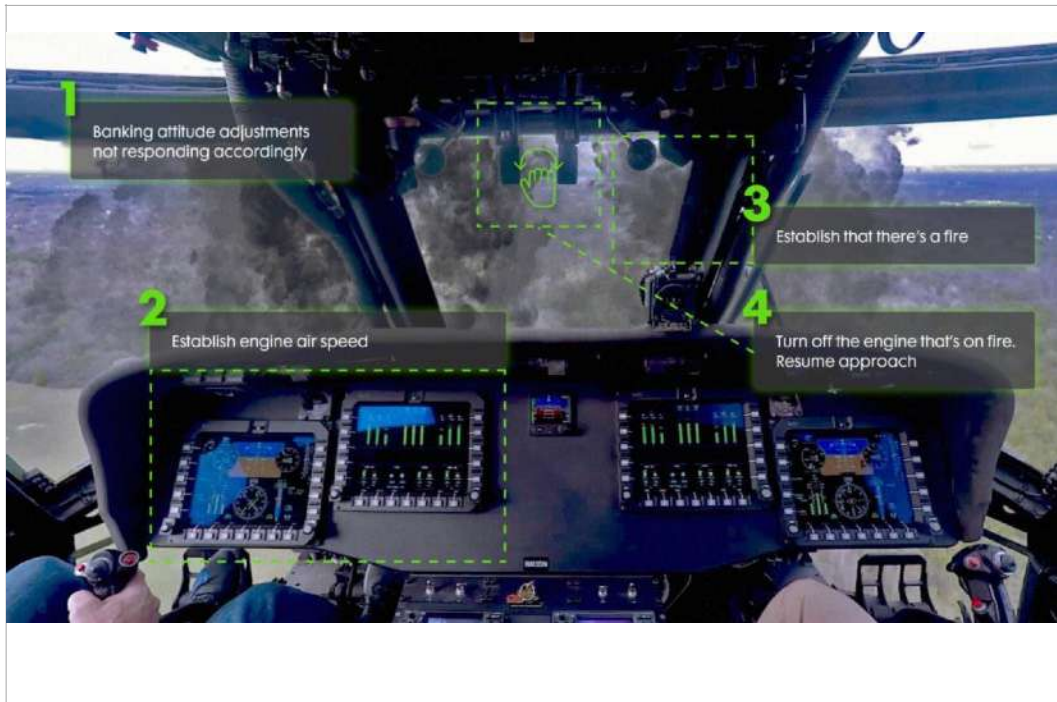 1
Banking attitude adjustments
not responding accordingly
2
Establish engine air speed
3
Establish that there's a fire
4
Turn off the engine that's on fire.
Resume approach